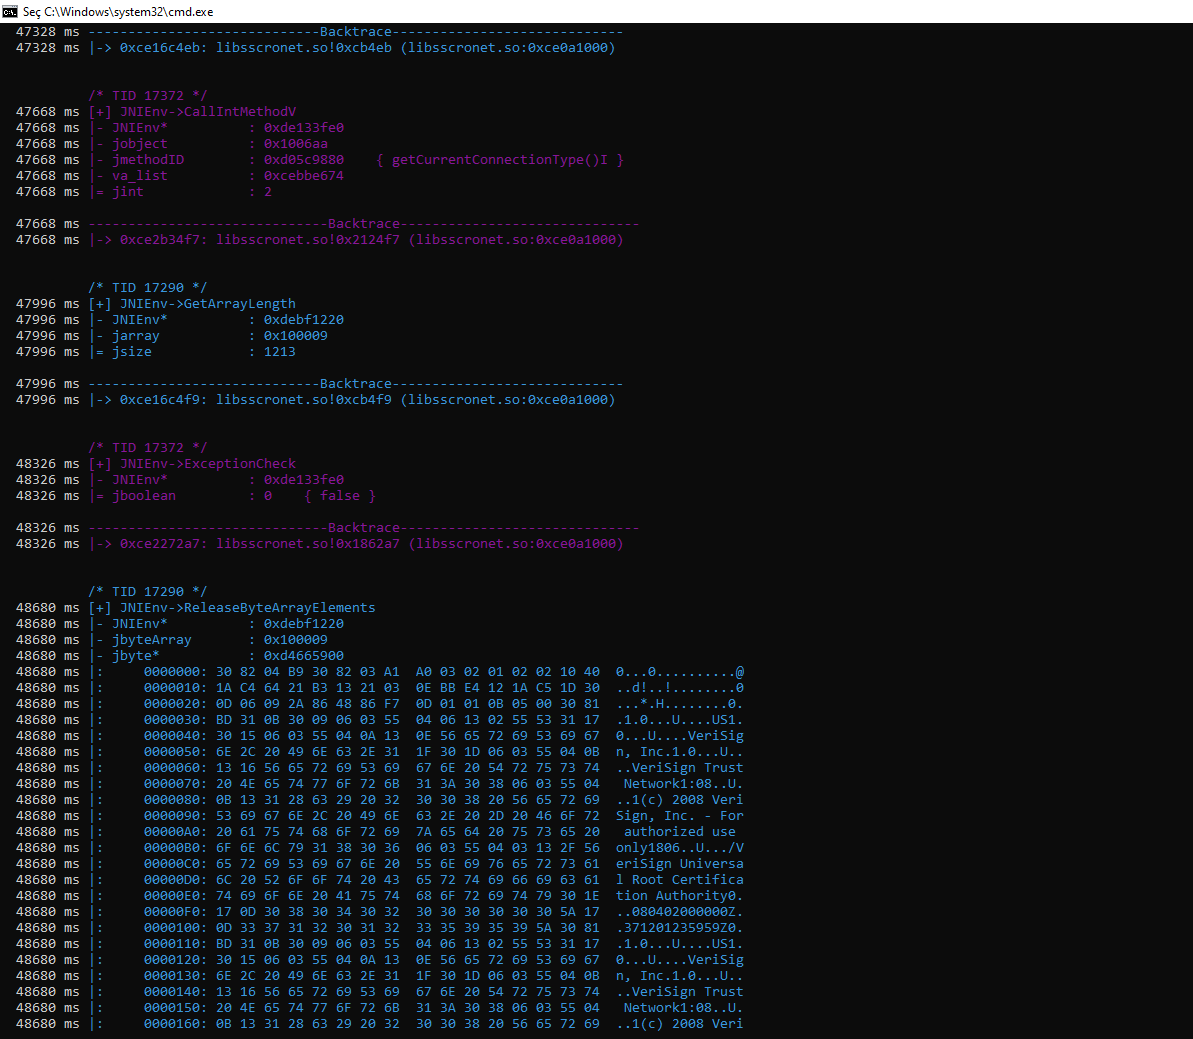 Seç C:\Windows\system32\cmd.exe
47328 ms -----------------------------Backtrace-----------------------------
47328 ms |-> 0xce16c4eb: libsscronet.so!0xcb4eb (libsscronet.so:0xce0a1000)
/* TID 17372 */
47668 ms [+] JNIEnv->CallIntMethodV
47668 ms |- JNIEnv* : 0xde133fe0
47668 ms |- jobject : 0x1006aa
47668 ms |- jmethodID : 0xd05c9880 { getCurrentConnectionType()I }
47668 ms |- va_list : 0xcebbe674
47668 ms |= jint : 2
47668 ms ------------------------------Backtrace------------------------------
47668 ms |-> 0xce2b34f7: libsscronet.so!0x2124f7 (libsscronet.so:0xce0a1000)
/* TID 17290 */
47996 ms [+] JNIEnv->GetArrayLength
47996 ms |- JNIEnv* : 0xdebf1220
47996 ms |- jarray : 0x100009
47996 ms |= jsize : 1213
47996 ms -----------------------------Backtrace-----------------------------
47996 ms |-> 0xce16c4f9: libsscronet.so!0xcb4f9 (libsscronet.so:0xce0a1000)
/* TID 17372 */
48326 ms [+] JNIEnv->ExceptionCheck
48326 ms |- JNIEnv* : 0xde133fe0
48326 ms |= jboolean : 0 { false }
48326 ms ------------------------------Backtrace------------------------------
48326 ms |-> 0xce2272a7: libsscronet.so!0x1862a7 (libsscronet.so:0xce0a1000)
/* TID 17290 */
48680 ms [+] JNIEnv->ReleaseByteArrayElements
48680 ms |- JNIEnv* : 0xdebf1220
48680 ms |- jbyteArray : 0x100009
48680 ms |- jbyte* : 0xd4665900
48680 ms |: 0000000: 30 82 04 B9 30 82 03 A1 A0 03 02 01 02 02 10 40 0...0..........@
48680 ms |: 0000010: 1A C4 64 21 B3 13 21 03 0E BB E4 12 1A C5 1D 30 ..d!..!........0
48680 ms |: 0000020: 0D 06 09 2A 86 48 86 F7 0D 01 01 0B 05 00 30 81 ...*.H........0.
48680 ms |: 0000030: BD 31 0B 30 09 06 03 55 04 06 13 02 55 53 31 17 .1.0...U....US1.
48680 ms |: 0000040: 30 15 06 03 55 04 0A 13 0E 56 65 72 69 53 69 67 0...U....VeriSig
48680 ms |: 0000050: 6E 2C 20 49 6E 63 2E 31 1F 30 1D 06 03 55 04 0B n, Inc.1.0...U..
48680 ms |: 0000060: 13 16 56 65 72 69 53 69 67 6E 20 54 72 75 73 74 ..VeriSign Trust
48680 ms |: 0000070: 20 4E 65 74 77 6F 72 6B 31 3A 30 38 06 03 55 04 Network1:08..U.
48680 ms |: 0000080: 0B 13 31 28 63 29 20 32 30 30 38 20 56 65 72 69 ..1(c) 2008 Veri
48680 ms |: 0000090: 53 69 67 6E 2C 20 49 6E 63 2E 20 2D 20 46 6F 72 Sign, Inc. - For
48680 ms |: 00000A0: 20 61 75 74 68 6F 72 69 7A 65 64 20 75 73 65 20 authorized use
48680 ms |: 00000B0: 6F 6E 6C 79 31 38 30 36 06 03 55 04 03 13 2F 56 only1806..U.../V
48680 ms |: 00000C0: 65 72 69 53 69 67 6E 20 55 6E 69 76 65 72 73 61 eriSign Universa
48680 ms |: 00000D0: 6C 20 52 6F 6F 74 20 43 65 72 74 69 66 69 63 61 l Root Certifica
48680 ms |: 00000E0: 74 69 6F 6E 20 41 75 74 68 6F 72 69 74 79 30 1E tion Authority0.
48680 ms |: 00000F0: 17 0D 30 38 30 34 30 32 30 30 30 30 30 30 5A 17 ..080402000000Z.
48680 ms |: 0000100: 0D 33 37 31 32 30 31 32 33 35 39 35 39 5A 30 81 .371201235959Z0.
48680 ms |: 0000110: BD 31 0B 30 09 06 03 55 04 06 13 02 55 53 31 17 .1.0...U....US1.
48680 ms |: 0000120: 30 15 06 03 55 04 0A 13 0E 56 65 72 69 53 69 67 0...U....VeriSig
48680 ms |: 0000130: 6E 2C 20 49 6E 63 2E 31 1F 30 1D 06 03 55 04 0B n, Inc.1.0...U..
48680 ms |: 0000140: 13 16 56 65 72 69 53 69 67 6E 20 54 72 75 73 74 ..VeriSign Trust
48680 ms |: 0000150: 20 4E 65 74 77 6F 72 6B 31 3A 30 38 06 03 55 04 Network1:08..U.
48680 ms |: 0000160: 0B 13 31 28 63 29 20 32 30 30 38 20 56 65 72 69 ..1(c) 2008 Veri